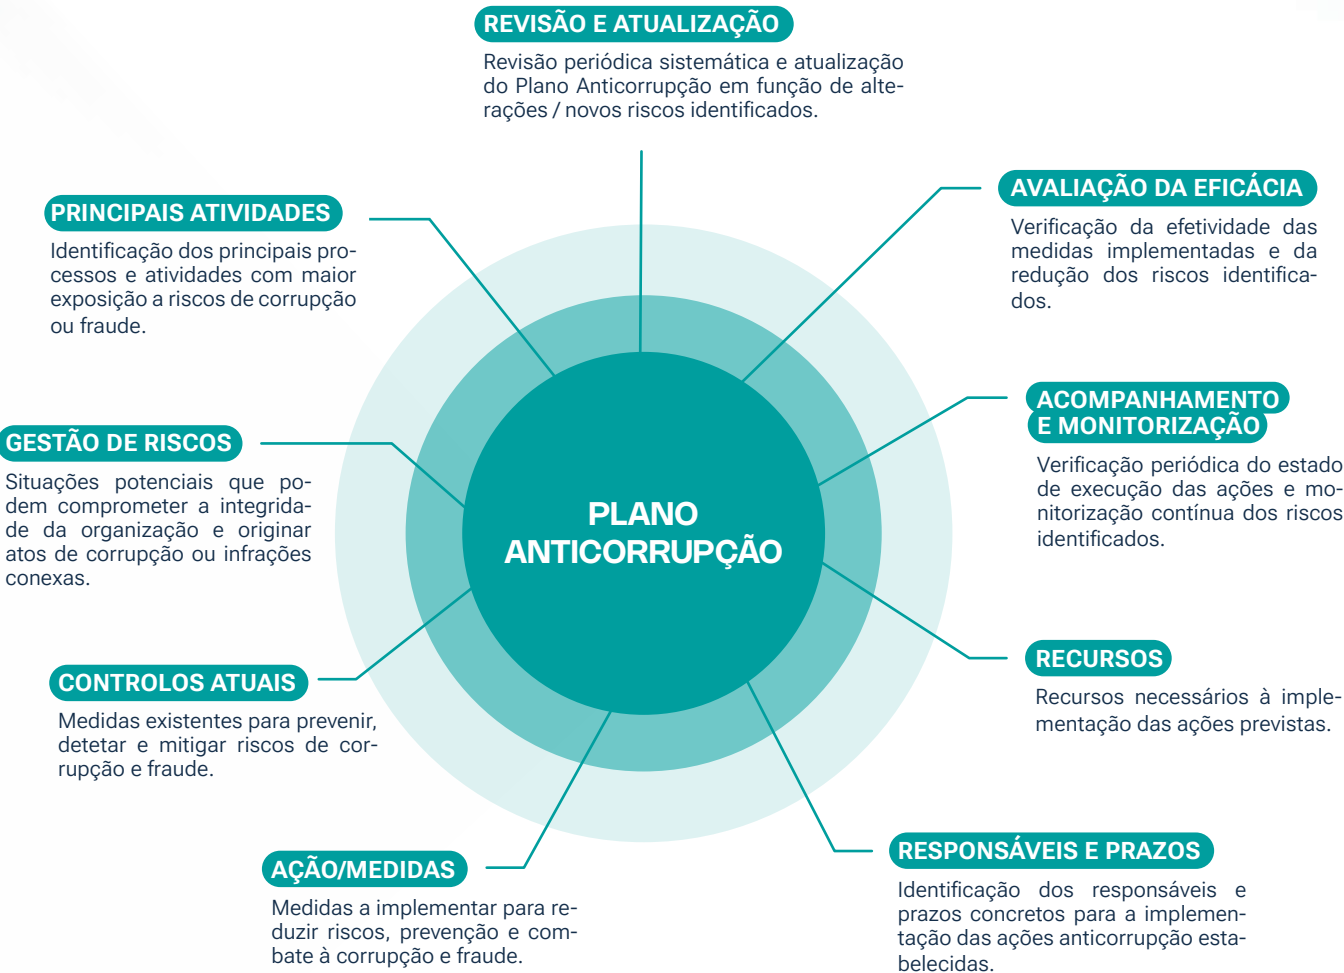 REVISÃO E ATUALIZAÇÃO
Revisão periódica sistemática e atualização
do Plano Anticorrupção em função de alte-
rações / novos riscos identificados.
PRINCIPAIS ATIVIDADES
Identificação dos principais pro-
cessos e atividades com maior
exposição a riscos de corrupção
ou fraude.
AVALIAÇÃO DA EFICÁCIA
Verificação da efetividade das
medidas implementadas e da
redução dos riscos identifica-
dos.
GESTÃO DE RISCOS
Situações potenciais que po-
dem comprometer a integrida-
de da organização e originar
atos de corrupção ou infrações
conexas.
PLANO
ANTICORRUPÇÃO
ACOMPANHAMENTO
E MONITORIZAÇÃO
Verificação periódica do estado
de execução das ações e mo-
nitorização contínua dos riscos
identificados.
CONTROLOS ATUAIS
Medidas existentes para prevenir,
detetar e mitigar riscos de cor-
rupção e fraude.
RECURSOS
Recursos necessários à imple-
mentação das ações previstas.
AÇÃO/MEDIDAS
Medidas a implementar para re-
duzir riscos, prevenção e com-
bate à corrupção e fraude.
RESPONSÁVEIS E PRAZOS
Identificação dos responsáveis e
prazos concretos para a implemen-
tação das ações anticorrupção esta-
belecidas.